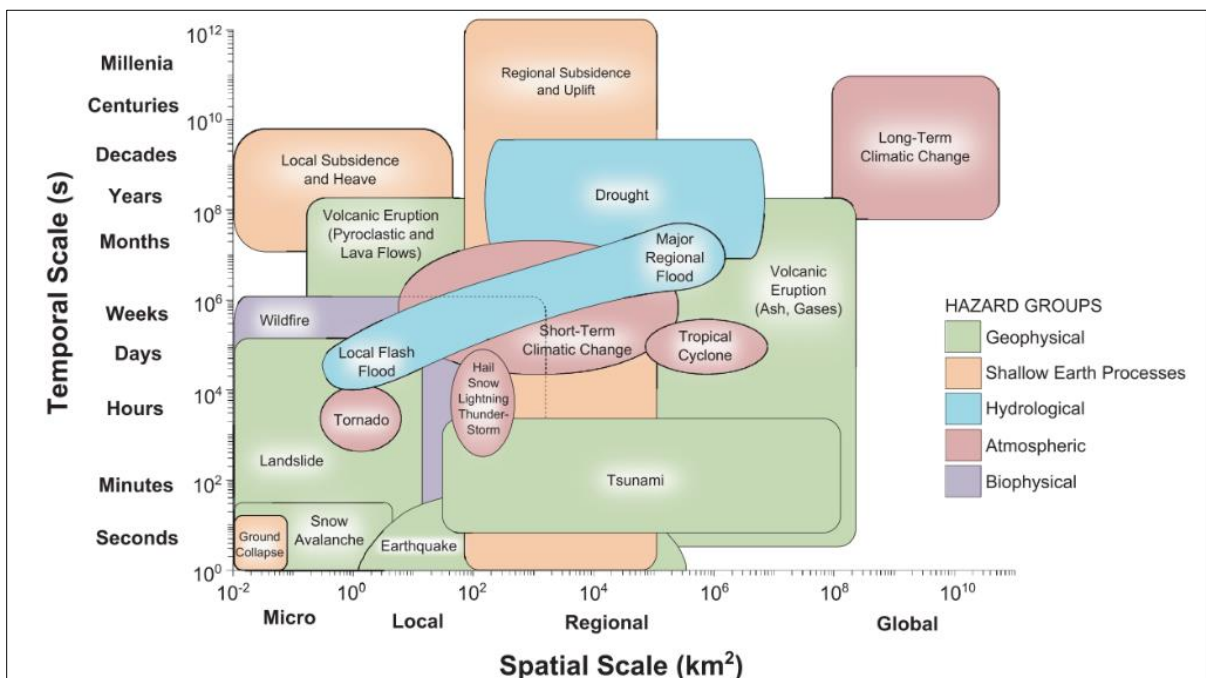 Temporal Scale (s)
Millenia
Centuries
Decades
Years
Months
Weeks
Days
Hours
Minutes
Seconds
10¹²
10¹⁰
10⁸
10⁶
10⁴
10²
10⁰
Regional Subsidence
and Uplift
Long-Term
Climatic Change
Local Subsidence
and Heave
Drought
Volcanic Eruption
(Pyroclastic and
Lava Flows)
Major
Regional
Flood
Volcanic
Eruption
(Ash, Gases)
Wildfire
Short-Term
Climatic Change
Tropical
Cyclone
Local Flash
Flood
Hail
Snow
Lightning
Thunder-
Storm
Tornado
Landslide
Tsunami
Snow
Avalanche
Ground
Collapse
Earthquake
HAZARD GROUPS
Geophysical
Shallow Earth Processes
Hydrological
Atmospheric
Biophysical
10⁻² 10⁰ 10² 10⁴ 10⁶ 10⁸ 10¹⁰
Micro Local Regional Global
Spatial Scale (km²)